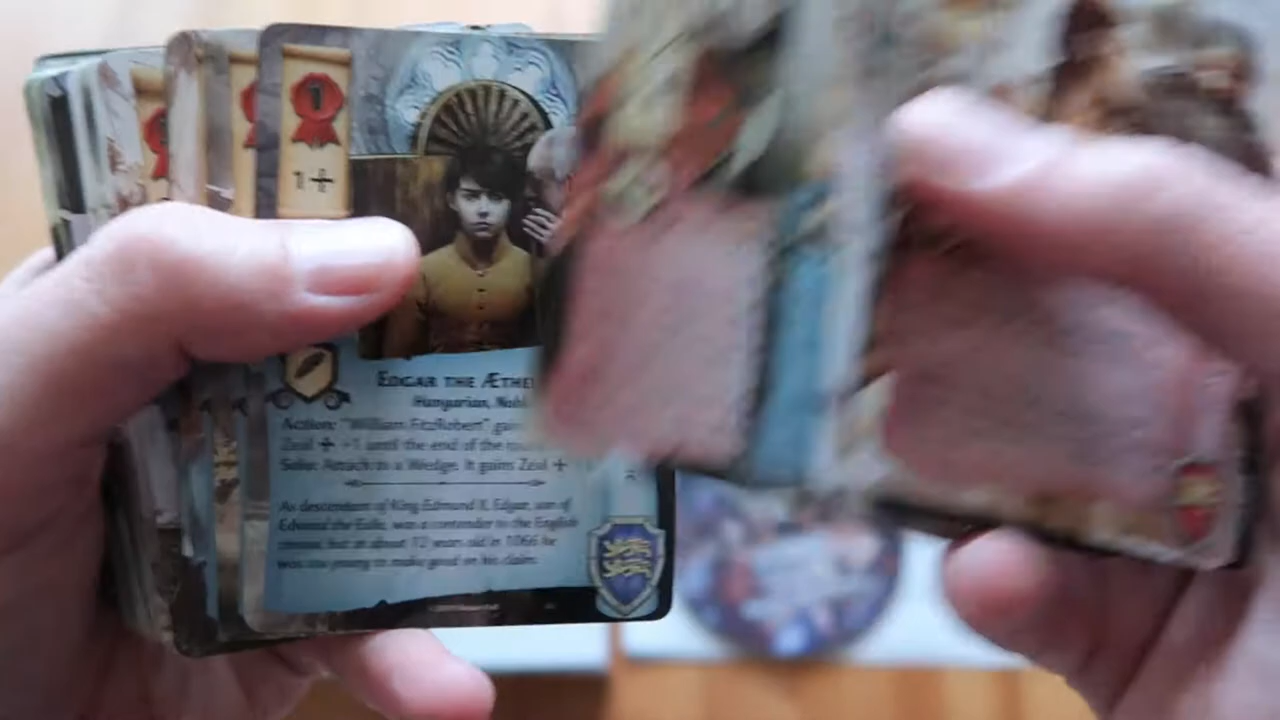 1
1+
EDGAR THE ÆTHE
Hungarian, Nobl
Action: "William FitzRobert" ga
Zeal + +1 until the end of the
Solo: Attach to a Wedge. It gains Zeal +
As descendant of King Edmund II, Edgar, son of
Edward the Exile, was a contender to the English
crown, but at about 12 years old in 1066 he
was too young to make good on his claim.